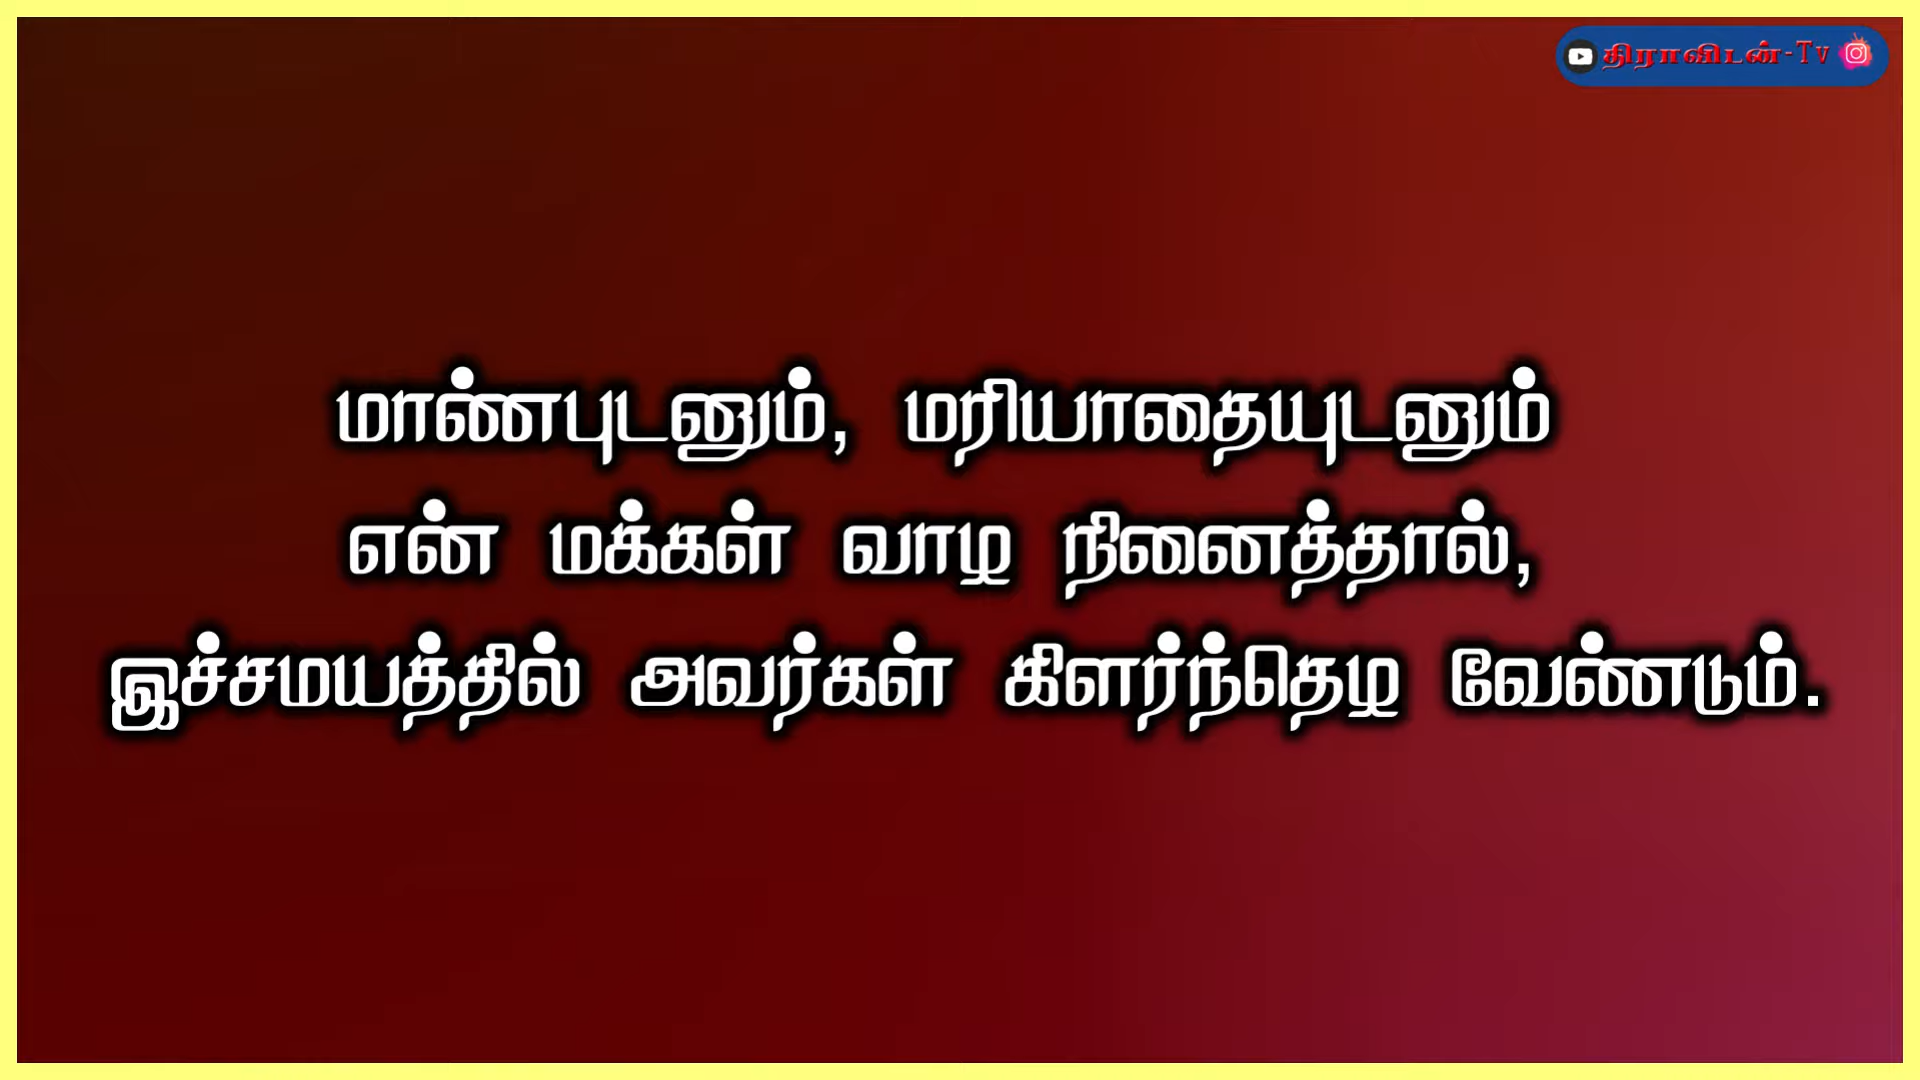 திராவிடன்-Tv
மாண்புடனும், மரியாதையுடனும்
என் மக்கள் வாழ நினைத்தால்,
இச்சமயத்தில் அவர்கள் கிளர்ந்தெழ வேண்டும்.